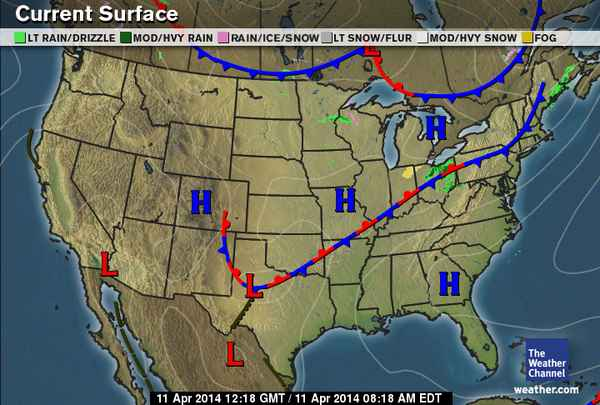 Current Surface
LT RAIN/DRIZZLE MOD/HVY RAIN RAIN/ICE/SNOW LT SNOW/FLUR MOD/HVY SNOW FOG
L
H
H
H
L
L
H
L
The
Weather
Channel
weather.com
11 Apr 2014 12:18 GMT / 11 Apr 2014 08:18 AM EDT